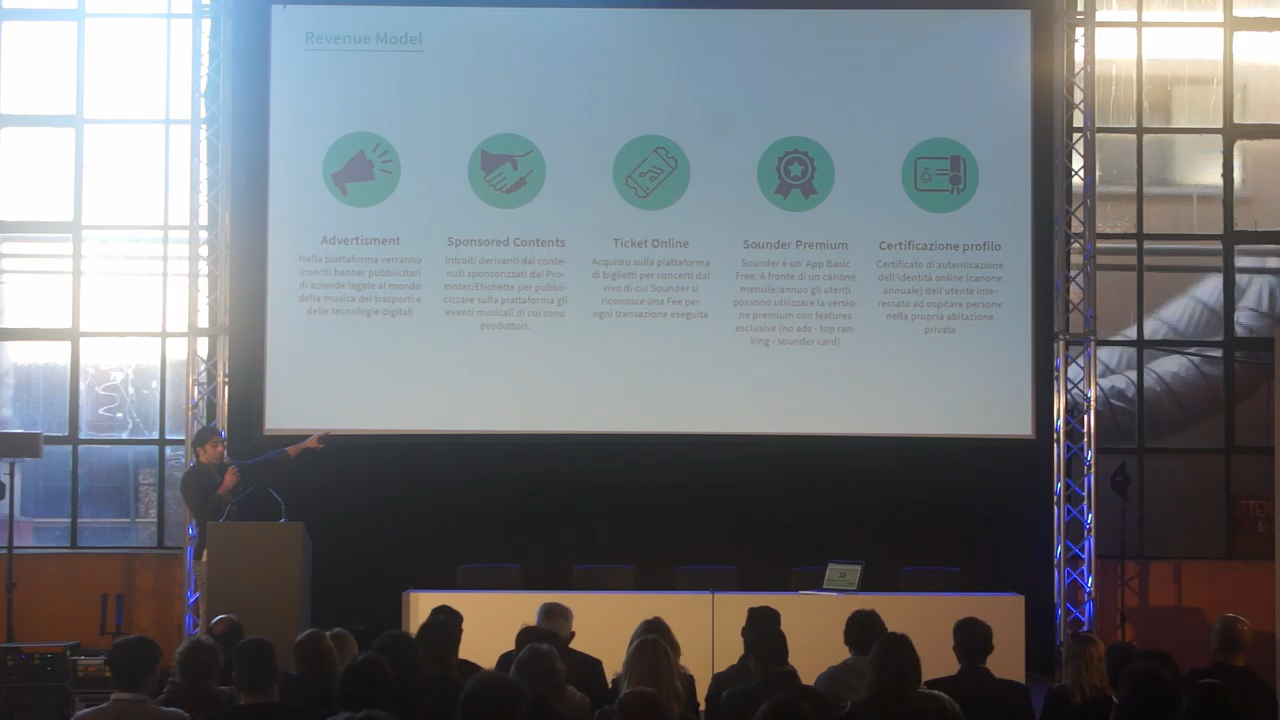 Revenue Model
Advertisment
Nella piattaforma verranno
inseriti banner pubblicitari
di aziende legate al mondo
della musica dei trasporti e
delle tecnologie digitali
Sponsored Contents
Introiti derivanti dai conte-
nuti sponsorizzati dai Pro-
moter/Etichette per pubbli-
cizzare sulla piattaforma gli
eventi musicali di cui sono
produttori.
Ticket Online
Acquisto sulla piattaforma
di biglietti per concerti dal
vivo di cui Sounder si
riconosce una Fee per
ogni transazione eseguita
Sounder Premium
Sounder è un' App Basic
Free. A fronte di un canone
mensile/annuo gli utenti
possono utilizzare la versio-
ne premium con features
esclusive (no ads - top ran-
king - sounder card)
Certificazione profilo
Certificato di autenticazione
dell'identità online (canone
annuale) dell'utente inte-
ressato ad ospitare persone
nella propria abitazione
privata